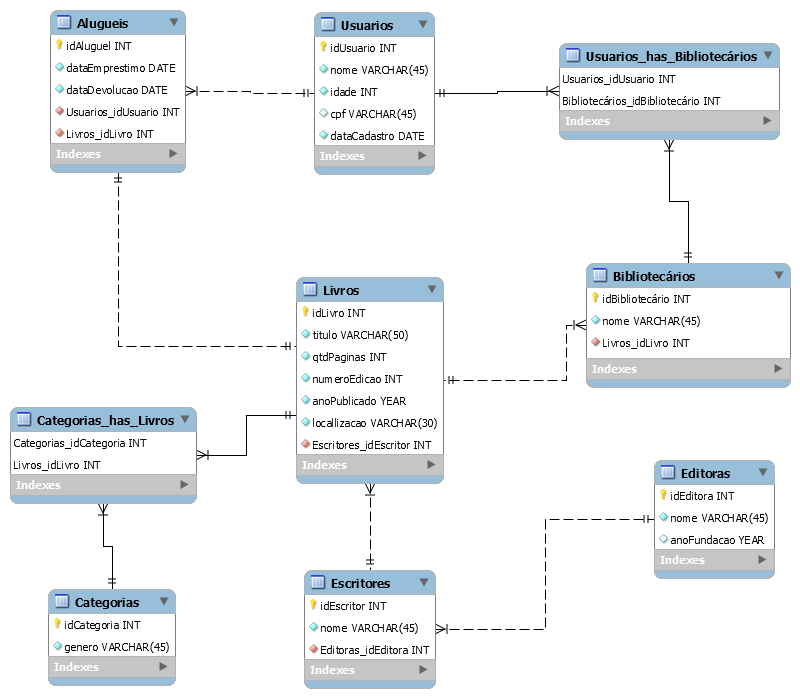 Alugueis
idAluguel INT
dataEmprestimo DATE
dataDevolucao DATE
Usuarios_idUsuario INT
Livros_idLivro INT
Indexes
Usuarios
idUsuario INT
nome VARCHAR(45)
idade INT
cpf VARCHAR(45)
dataCadastro DATE
Indexes
Usuarios_has_Bibliotecários
Usuarios_idUsuario INT
Bibliotecários_idBibliotecário INT
Indexes
Livros
idLivro INT
titulo VARCHAR(50)
qtdPaginas INT
numeroEdicao INT
anoPublicado YEAR
locallizacao VARCHAR(30)
Escritores_idEscritor INT
Indexes
Bibliotecários
idBibliotecário INT
nome VARCHAR(45)
Livros_idLivro INT
Indexes
Categorias_has_Livros
Categorias_idCategoria INT
Livros_idLivro INT
Indexes
Editoras
idEditora INT
nome VARCHAR(45)
anoFundacao YEAR
Indexes
Categorias
idCategoria INT
genero VARCHAR(45)
Indexes
Escritores
idEscritor INT
nome VARCHAR(45)
Editoras_idEditora INT
Indexes